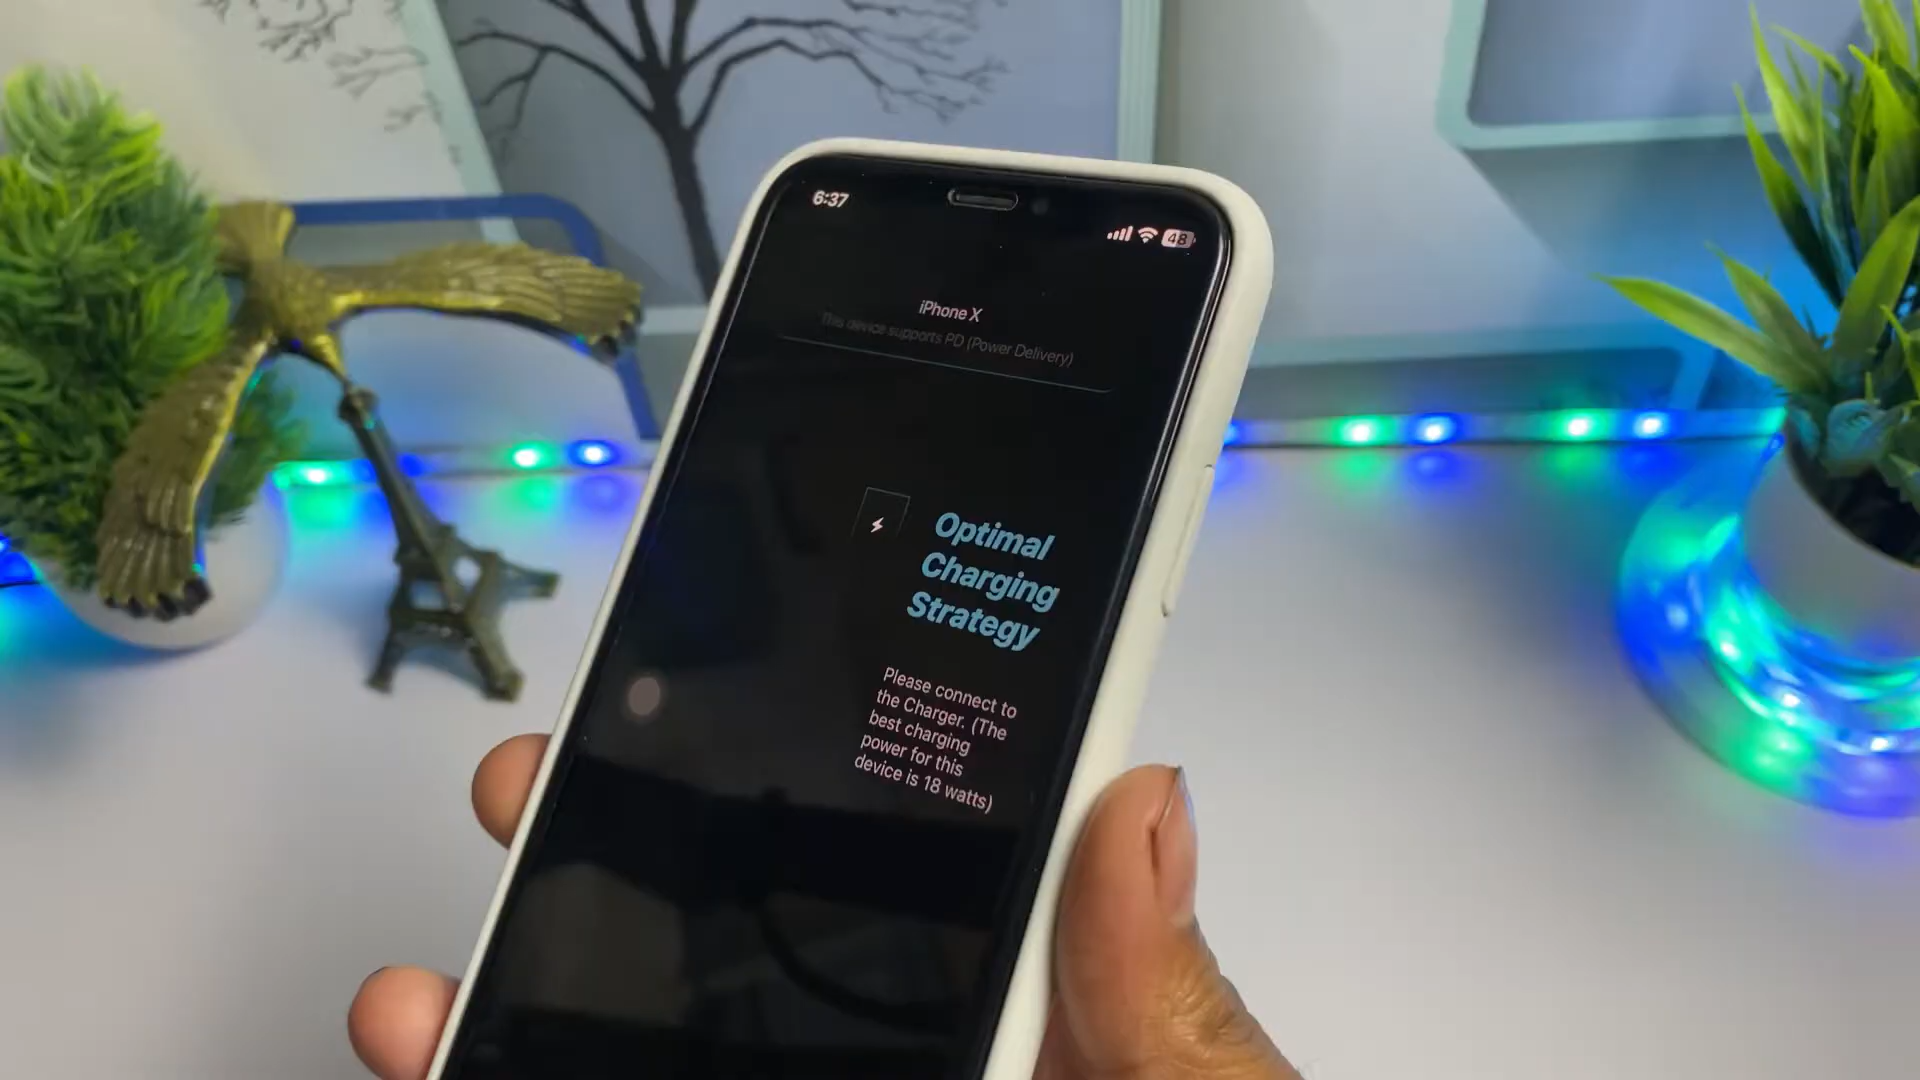 6:37
48
iPhone X
This device supports PD (Power Delivery)
Optimal
Charging
Strategy
Please connect to
the Charger. (The
best charging
power for this
device is 18 watts)